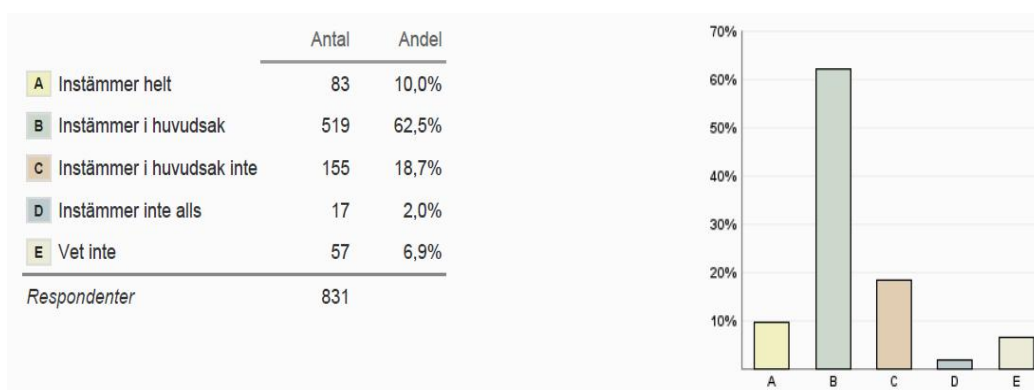 Antal Andel
A Instämmer helt 83 10,0%
B Instämmer i huvudsak 519 62,5%
C Instämmer i huvudsak inte 155 18,7%
D Instämmer inte alls 17 2,0%
E Vet inte 57 6,9%
Respondenter 831
70%
60%
50%
40%
30%
20%
10%
A B C D E